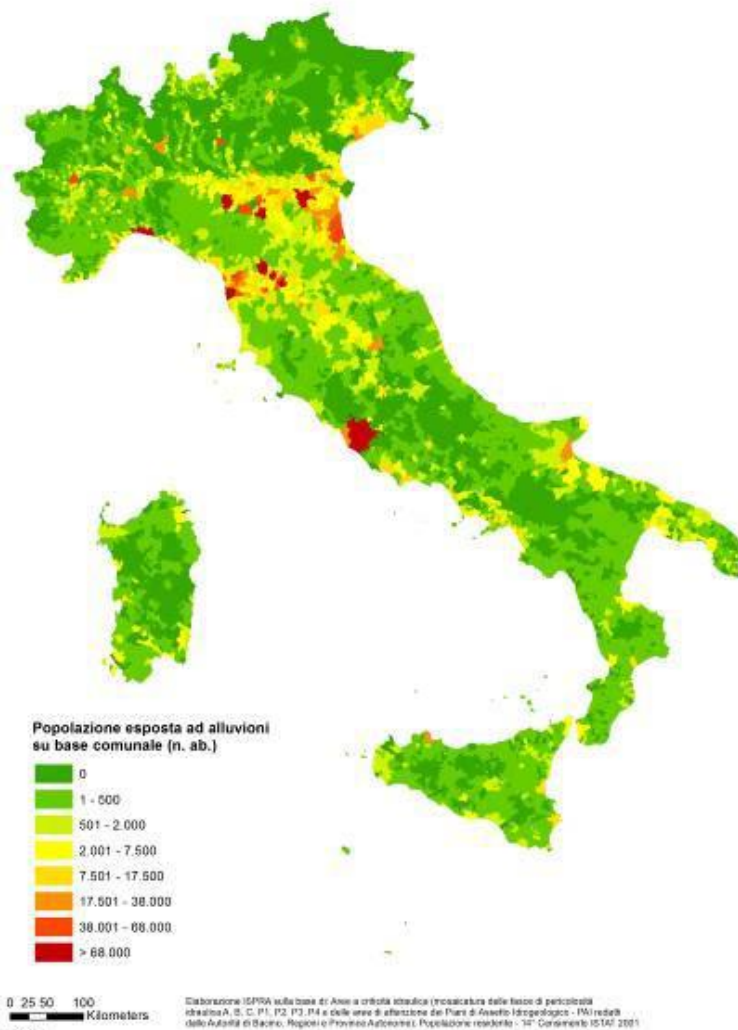 Popolazione esposta ad alluvioni
su base comunale (n. ab.)
0
1 - 500
501 - 2.000
2.001 - 7.500
7.501 - 17.500
17.501 - 38.000
38.001 - 68.000
> 68.000
0 25 50 100
Kilometers
Elaborazione ISPRA sulla base di: Aree a criticità idraulica (mosaicatura delle fasce di pericolosità
idraulica A, B, C, P1, P2, P3, P4 e delle aree di attenzione dei Piani di Assetto Idrogeologico - PAI redatti
dalle Autorità di Bacino, Regioni e Province Autonome); Popolazione residente - 14° Censimento ISTAT 2001